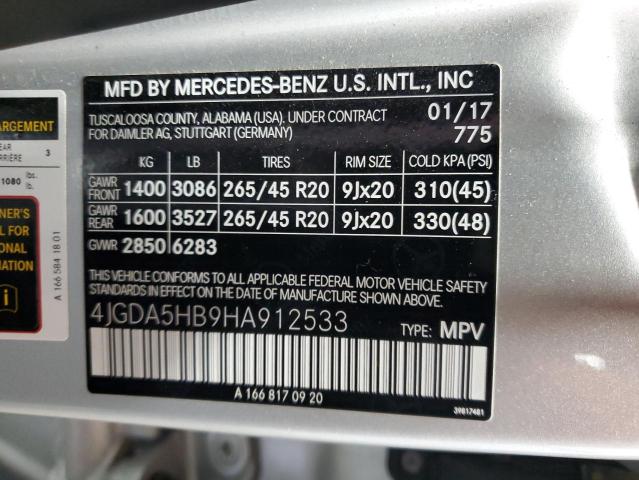 ARGEMENT
3
1080 lbs.
lb.
A 166 584 18 01
MFD BY MERCEDES-BENZ U.S. INTL., INC
TUSCALOOSA COUNTY, ALABAMA (USA). UNDER CONTRACT 01/17
FOR DAIMLER AG, STUTTGART (GERMANY) 775
KG LB TIRES RIM SIZE COLD KPA (PSI)
GAWR FRONT 1400 3086 265/45 R20 9Jx20 310(45)
GAWR REAR 1600 3527 265/45 R20 9Jx20 330(48)
GVWR 2850 6283
THIS VEHICLE CONFORMS TO ALL APPLICABLE FEDERAL MOTOR VEHICLE SAFETY
STANDARDS IN EFFECT ON THE DATE OF MANUFACTURE SHOWN ABOVE.
4JGDA5HB9HA912533 TYPE: MPV
A 166 817 09 20
39817481